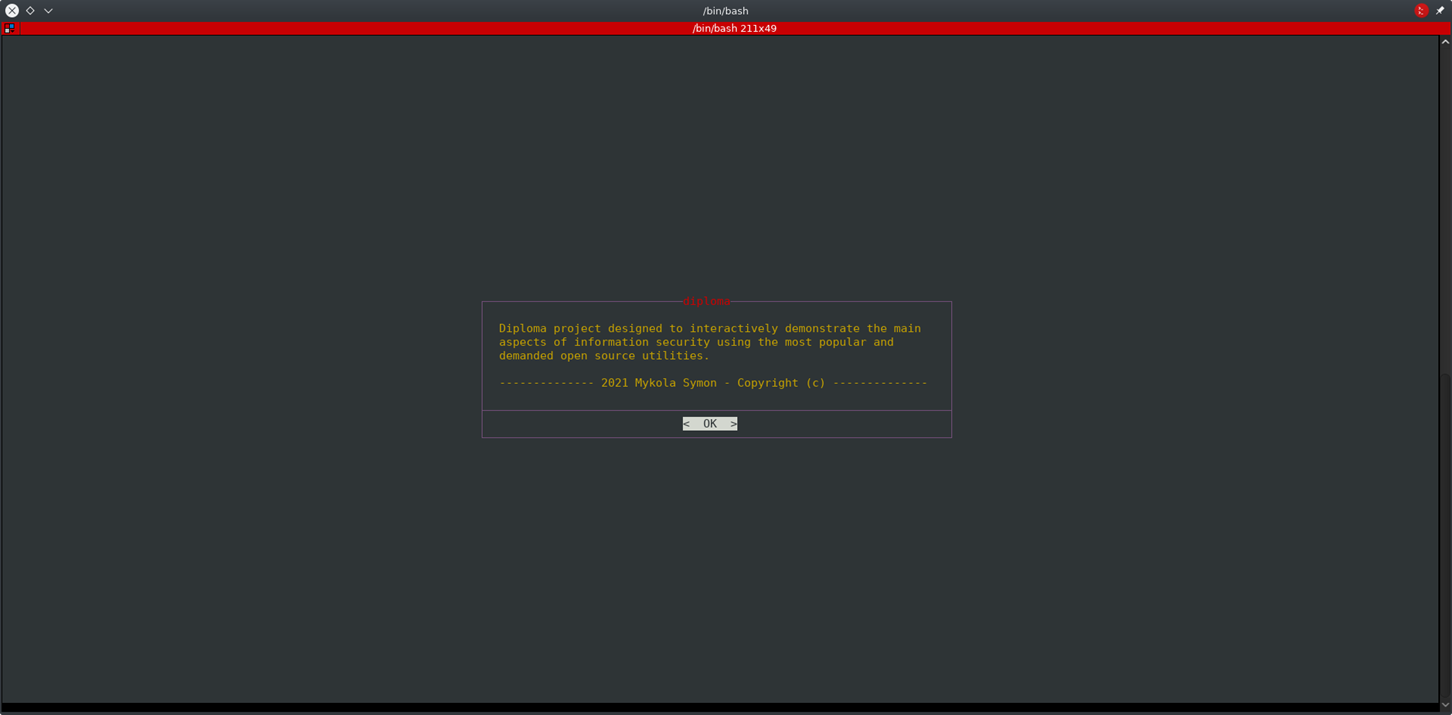 /bin/bash
/bin/bash 211x49
diploma
Diploma project designed to interactively demonstrate the main
aspects of information security using the most popular and
demanded open source utilities.
-------------- 2021 Mykola Symon - Copyright (c) --------------
<  OK  >